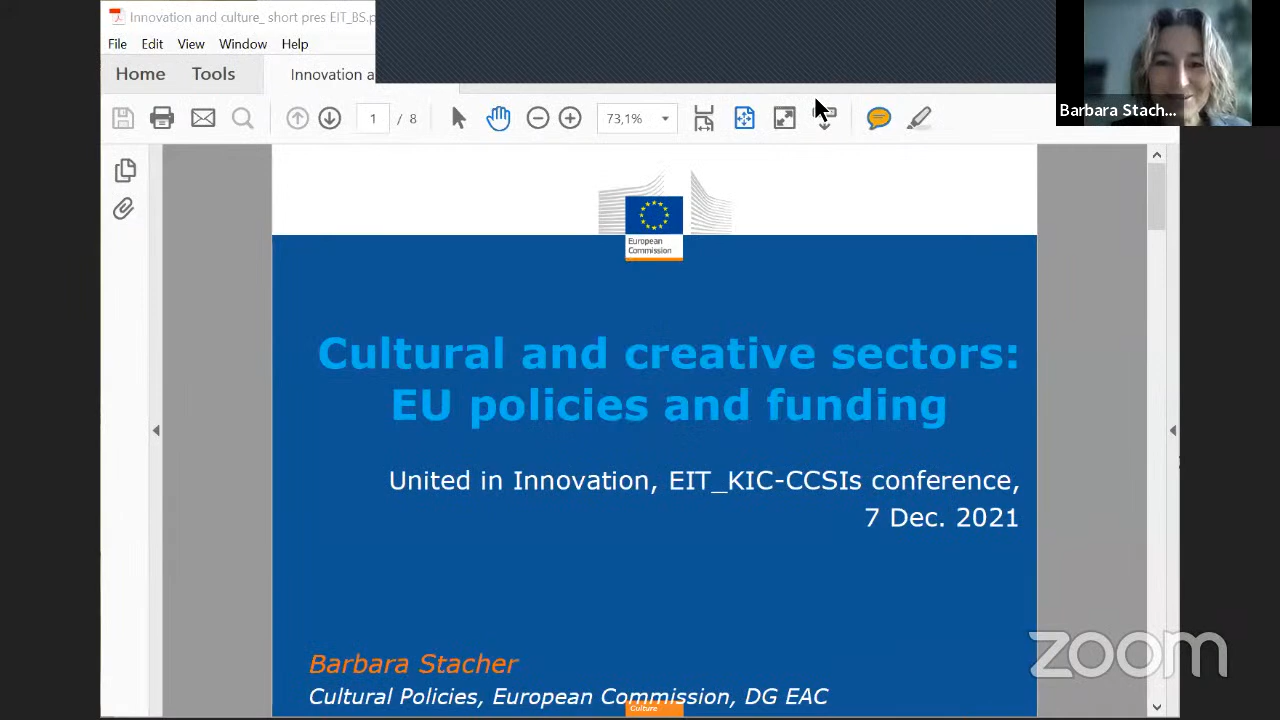 Innovation and culture_ short pres EIT_BS.p
File Edit View Window Help
Home Tools Innovation a
1 / 8 73,1%
Barbara Stach...
European
Commission
Cultural and creative sectors:
EU policies and funding
United in Innovation, EIT_KIC-CCSIs conference,
7 Dec. 2021
Barbara Stacher
Cultural Policies, European Commission, DG EAC
Culture
zoom